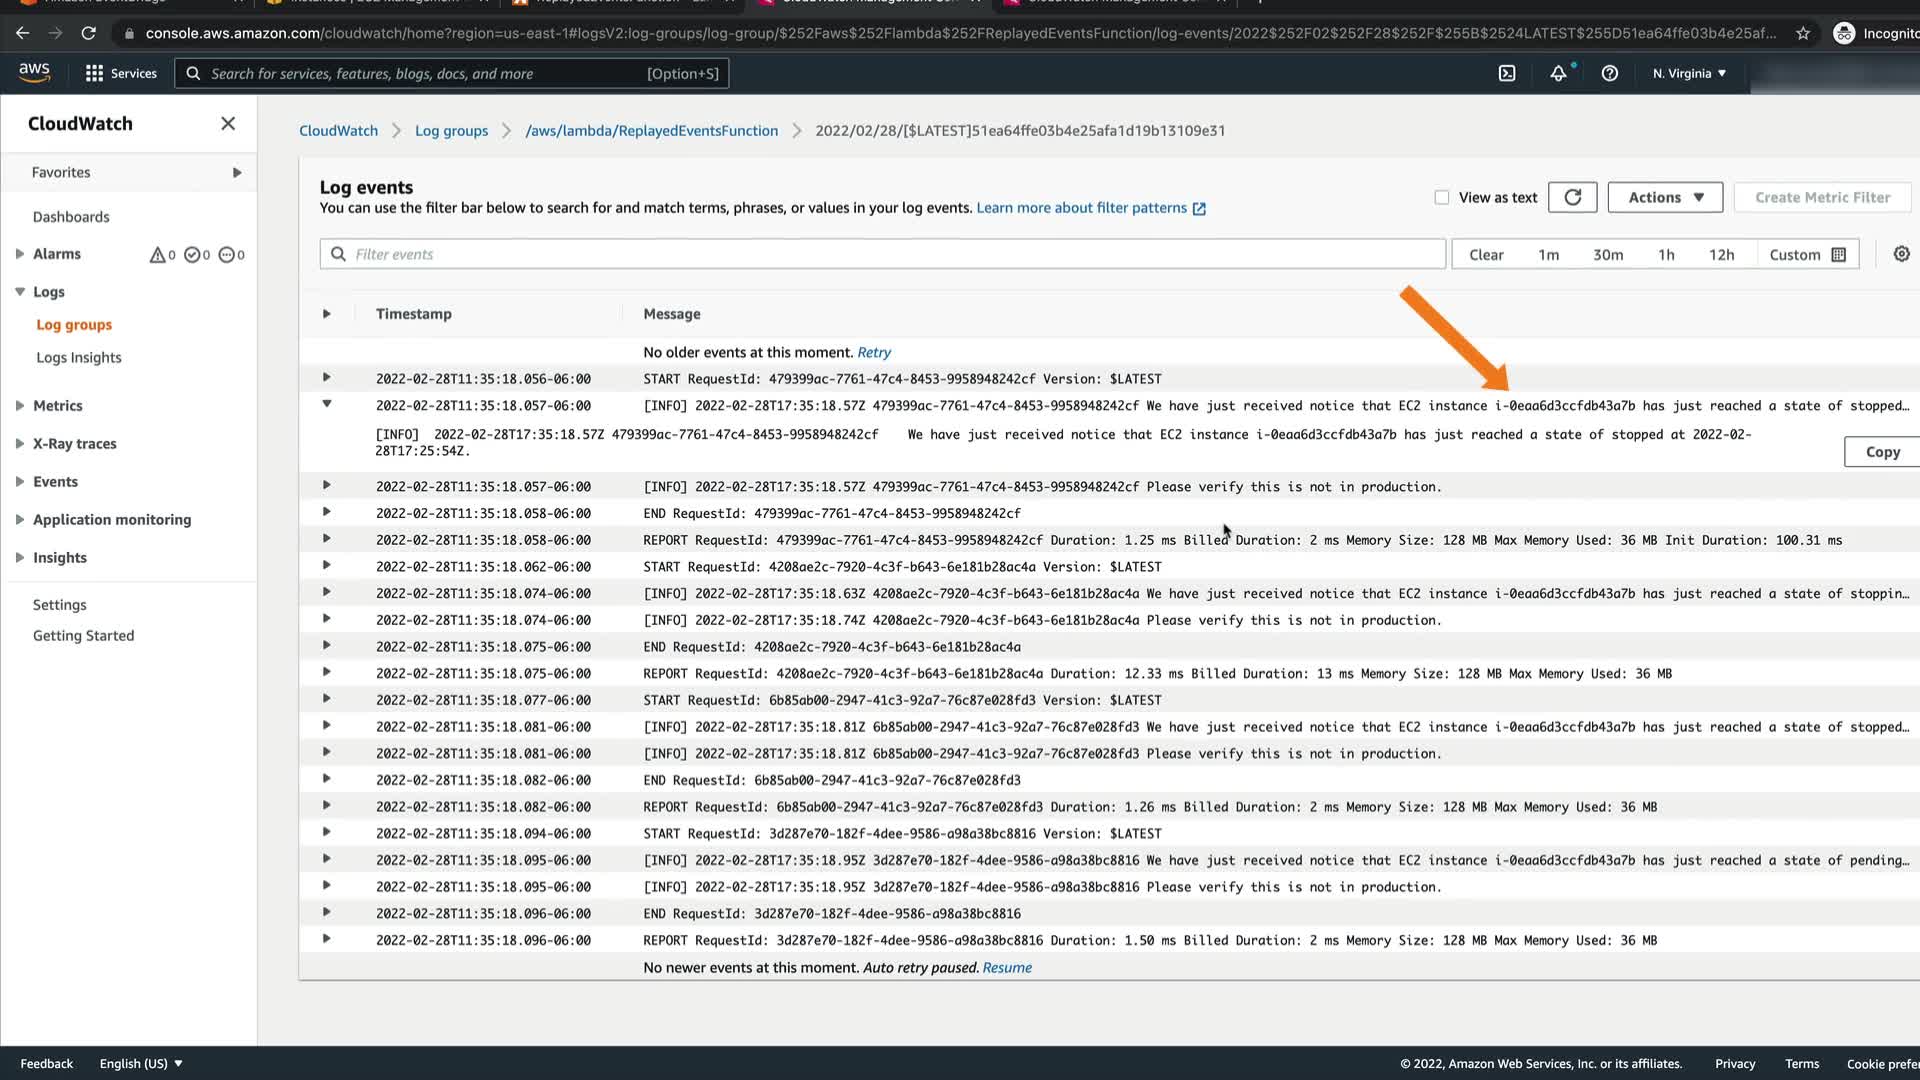 console.aws.amazon.com/cloudwatch/home?region=us-east-1#logsV2:log-groups/log-group/$252Faws$252Flambda$252FReplayedEventsFunction/log-events/2022$252F02$252F28$252F$255B$2524LATEST$255D51ea64ffe03b4e25af...
Incognito
aws
Services
Search for services, features, blogs, docs, and more
[Option+S]
N. Virginia
CloudWatch
Favorites
Dashboards
Alarms
0
0
0
Logs
Log groups
Logs Insights
Metrics
X-Ray traces
Events
Application monitoring
Insights
Settings
Getting Started
CloudWatch
Log groups
/aws/lambda/ReplayedEventsFunction
2022/02/28/[$LATEST]51ea64ffe03b4e25afa1d19b13109e31
Log events
You can use the filter bar below to search for and match terms, phrases, or values in your log events. Learn more about filter patterns
View as text
Actions
Create Metric Filter
Filter events
Clear 1m 30m 1h 12h Custom
Timestamp Message
No older events at this moment. Retry
2022-02-28T11:35:18.056-06:00 START RequestId: 479399ac-7761-47c4-8453-9958948242cf Version: $LATEST
2022-02-28T11:35:18.057-06:00 [INFO] 2022-02-28T17:35:18.57Z 479399ac-7761-47c4-8453-9958948242cf We have just received notice that EC2 instance i-0eaa6d3ccfdb43a7b has just reached a state of stopped…
[INFO] 2022-02-28T17:35:18.57Z 479399ac-7761-47c4-8453-9958948242cf We have just received notice that EC2 instance i-0eaa6d3ccfdb43a7b has just reached a state of stopped at 2022-02-
28T17:25:54Z.
Copy
2022-02-28T11:35:18.057-06:00 [INFO] 2022-02-28T17:35:18.57Z 479399ac-7761-47c4-8453-9958948242cf Please verify this is not in production.
2022-02-28T11:35:18.058-06:00 END RequestId: 479399ac-7761-47c4-8453-9958948242cf
2022-02-28T11:35:18.058-06:00 REPORT RequestId: 479399ac-7761-47c4-8453-9958948242cf Duration: 1.25 ms Billed Duration: 2 ms Memory Size: 128 MB Max Memory Used: 36 MB Init Duration: 100.31 ms
2022-02-28T11:35:18.062-06:00 START RequestId: 4208ae2c-7920-4c3f-b643-6e181b28ac4a Version: $LATEST
2022-02-28T11:35:18.074-06:00 [INFO] 2022-02-28T17:35:18.63Z 4208ae2c-7920-4c3f-b643-6e181b28ac4a We have just received notice that EC2 instance i-0eaa6d3ccfdb43a7b has just reached a state of stoppin…
2022-02-28T11:35:18.074-06:00 [INFO] 2022-02-28T17:35:18.74Z 4208ae2c-7920-4c3f-b643-6e181b28ac4a Please verify this is not in production.
2022-02-28T11:35:18.075-06:00 END RequestId: 4208ae2c-7920-4c3f-b643-6e181b28ac4a
2022-02-28T11:35:18.075-06:00 REPORT RequestId: 4208ae2c-7920-4c3f-b643-6e181b28ac4a Duration: 12.33 ms Billed Duration: 13 ms Memory Size: 128 MB Max Memory Used: 36 MB
2022-02-28T11:35:18.077-06:00 START RequestId: 6b85ab00-2947-41c3-92a7-76c87e028fd3 Version: $LATEST
2022-02-28T11:35:18.081-06:00 [INFO] 2022-02-28T17:35:18.81Z 6b85ab00-2947-41c3-92a7-76c87e028fd3 We have just received notice that EC2 instance i-0eaa6d3ccfdb43a7b has just reached a state of stopped…
2022-02-28T11:35:18.081-06:00 [INFO] 2022-02-28T17:35:18.81Z 6b85ab00-2947-41c3-92a7-76c87e028fd3 Please verify this is not in production.
2022-02-28T11:35:18.082-06:00 END RequestId: 6b85ab00-2947-41c3-92a7-76c87e028fd3
2022-02-28T11:35:18.082-06:00 REPORT RequestId: 6b85ab00-2947-41c3-92a7-76c87e028fd3 Duration: 1.26 ms Billed Duration: 2 ms Memory Size: 128 MB Max Memory Used: 36 MB
2022-02-28T11:35:18.094-06:00 START RequestId: 3d287e70-182f-4dee-9586-a98a38bc8816 Version: $LATEST
2022-02-28T11:35:18.095-06:00 [INFO] 2022-02-28T17:35:18.95Z 3d287e70-182f-4dee-9586-a98a38bc8816 We have just received notice that EC2 instance i-0eaa6d3ccfdb43a7b has just reached a state of pending…
2022-02-28T11:35:18.095-06:00 [INFO] 2022-02-28T17:35:18.95Z 3d287e70-182f-4dee-9586-a98a38bc8816 Please verify this is not in production.
2022-02-28T11:35:18.096-06:00 END RequestId: 3d287e70-182f-4dee-9586-a98a38bc8816
2022-02-28T11:35:18.096-06:00 REPORT RequestId: 3d287e70-182f-4dee-9586-a98a38bc8816 Duration: 1.50 ms Billed Duration: 2 ms Memory Size: 128 MB Max Memory Used: 36 MB
No newer events at this moment. Auto retry paused. Resume
Feedback English (US)
© 2022, Amazon Web Services, Inc. or its affiliates. Privacy Terms Cookie prefe